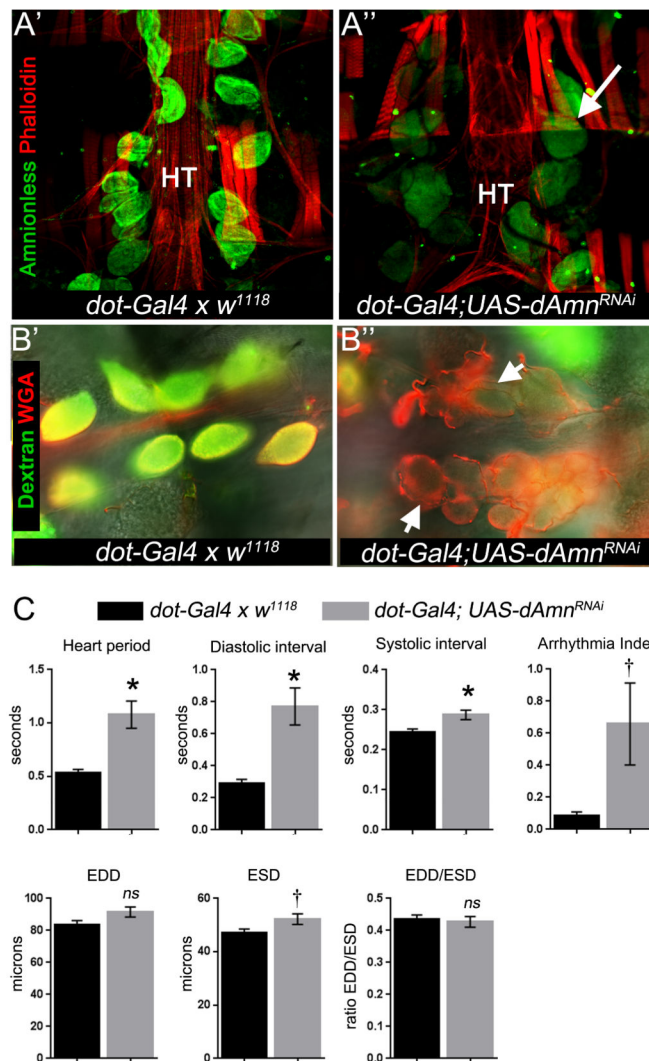 A' A''
Amnionless Phalloidin
HT HT
dot-Gal4 x w1118 dot-Gal4;UAS-dAmnRNAi
B' B''
Dextran WGA
dot-Gal4 x w1118 dot-Gal4;UAS-dAmnRNAi
C dot-Gal4 x w1118 dot-Gal4; UAS-dAmnRNAi
Heart period Diastolic interval Systolic interval Arrhythmia Inde
seconds
1.5
1.0
0.5
0.0
*
seconds
1.0
0.8
0.6
0.4
0.2
0.0
*
seconds
0.4
0.3
0.2
0.1
0.0
*
1.0
0.8
0.6
0.4
0.2
0.0
†
EDD ESD EDD/ESD
microns
100
80
60
40
20
0
ns
microns
60
40
20
0
†
ratio EDD/ESD
0.5
0.4
0.3
0.2
0.1
0.0
ns